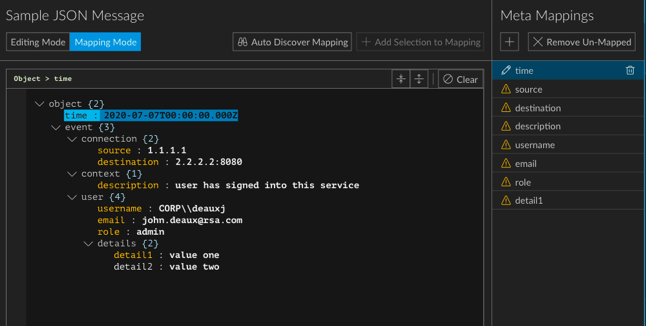 Sample JSON Message
Editing Mode Mapping Mode
Auto Discover Mapping
+ Add Selection to Mapping
Object > time
Clear
object {2}
time : 2020-07-07T00:00:00.000Z
event {3}
connection {2}
source : 1.1.1.1
destination : 2.2.2.2:8080
context {1}
description : user has signed into this service
user {4}
username : CORP\\deauxj
email : john.deaux@rsa.com
role : admin
details {2}
detail1 : value one
detail2 : value two
Meta Mappings
+ Remove Un-Mapped
time
source
destination
description
username
email
role
detail1